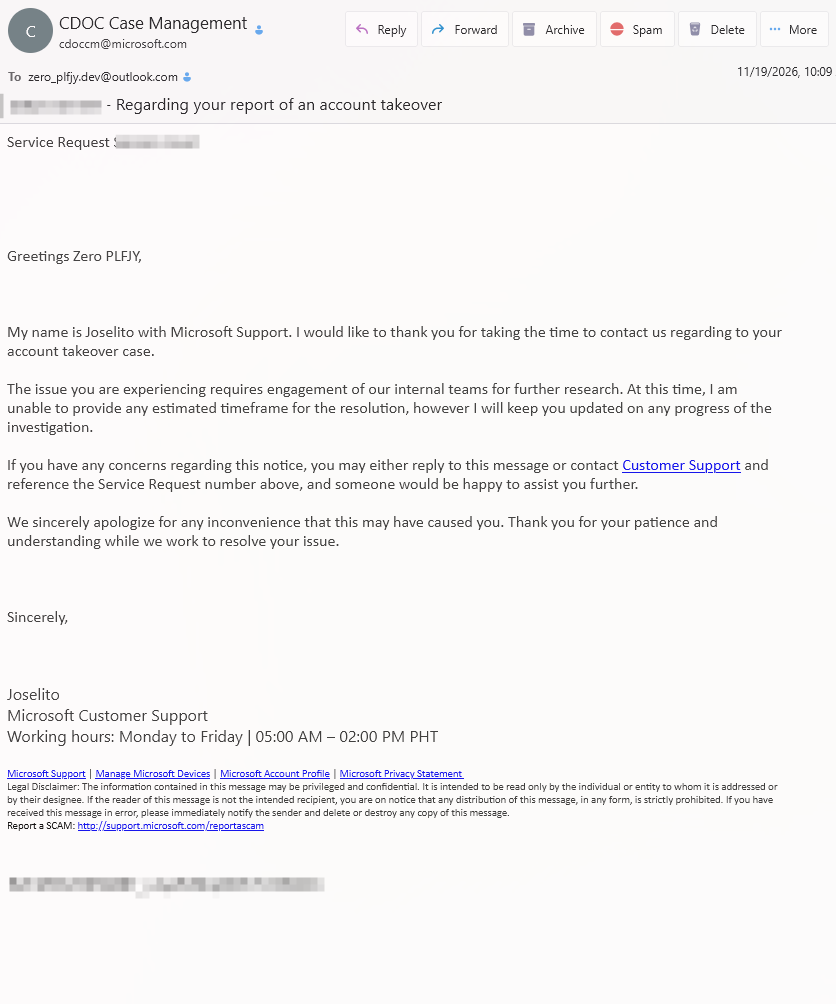 C
CDOC Case Management
cdoccm@microsoft.com
Reply
Forward
Archive
Spam
Delete
More
To zero_plfjy.dev@outlook.com
11/19/2026, 10:09
- Regarding your report of an account takeover
Service Request
Greetings Zero PLFJY,
My name is Joselito with Microsoft Support. I would like to thank you for taking the time to contact us regarding to your
account takeover case.
The issue you are experiencing requires engagement of our internal teams for further research. At this time, I am
unable to provide any estimated timeframe for the resolution, however I will keep you updated on any progress of the
investigation.
If you have any concerns regarding this notice, you may either reply to this message or contact Customer Support and
reference the Service Request number above, and someone would be happy to assist you further.
We sincerely apologize for any inconvenience that this may have caused you. Thank you for your patience and
understanding while we work to resolve your issue.
Sincerely,
Joselito
Microsoft Customer Support
Working hours: Monday to Friday | 05:00 AM – 02:00 PM PHT
Microsoft Support | Manage Microsoft Devices | Microsoft Account Profile | Microsoft Privacy Statement
Legal Disclaimer: The information contained in this message may be privileged and confidential. It is intended to be read only by the individual or entity to whom it is addressed or
by their designee. If the reader of this message is not the intended recipient, you are on notice that any distribution of this message, in any form, is strictly prohibited. If you have
received this message in error, please immediately notify the sender and delete or destroy any copy of this message.
Report a SCAM: http://support.microsoft.com/reportascam